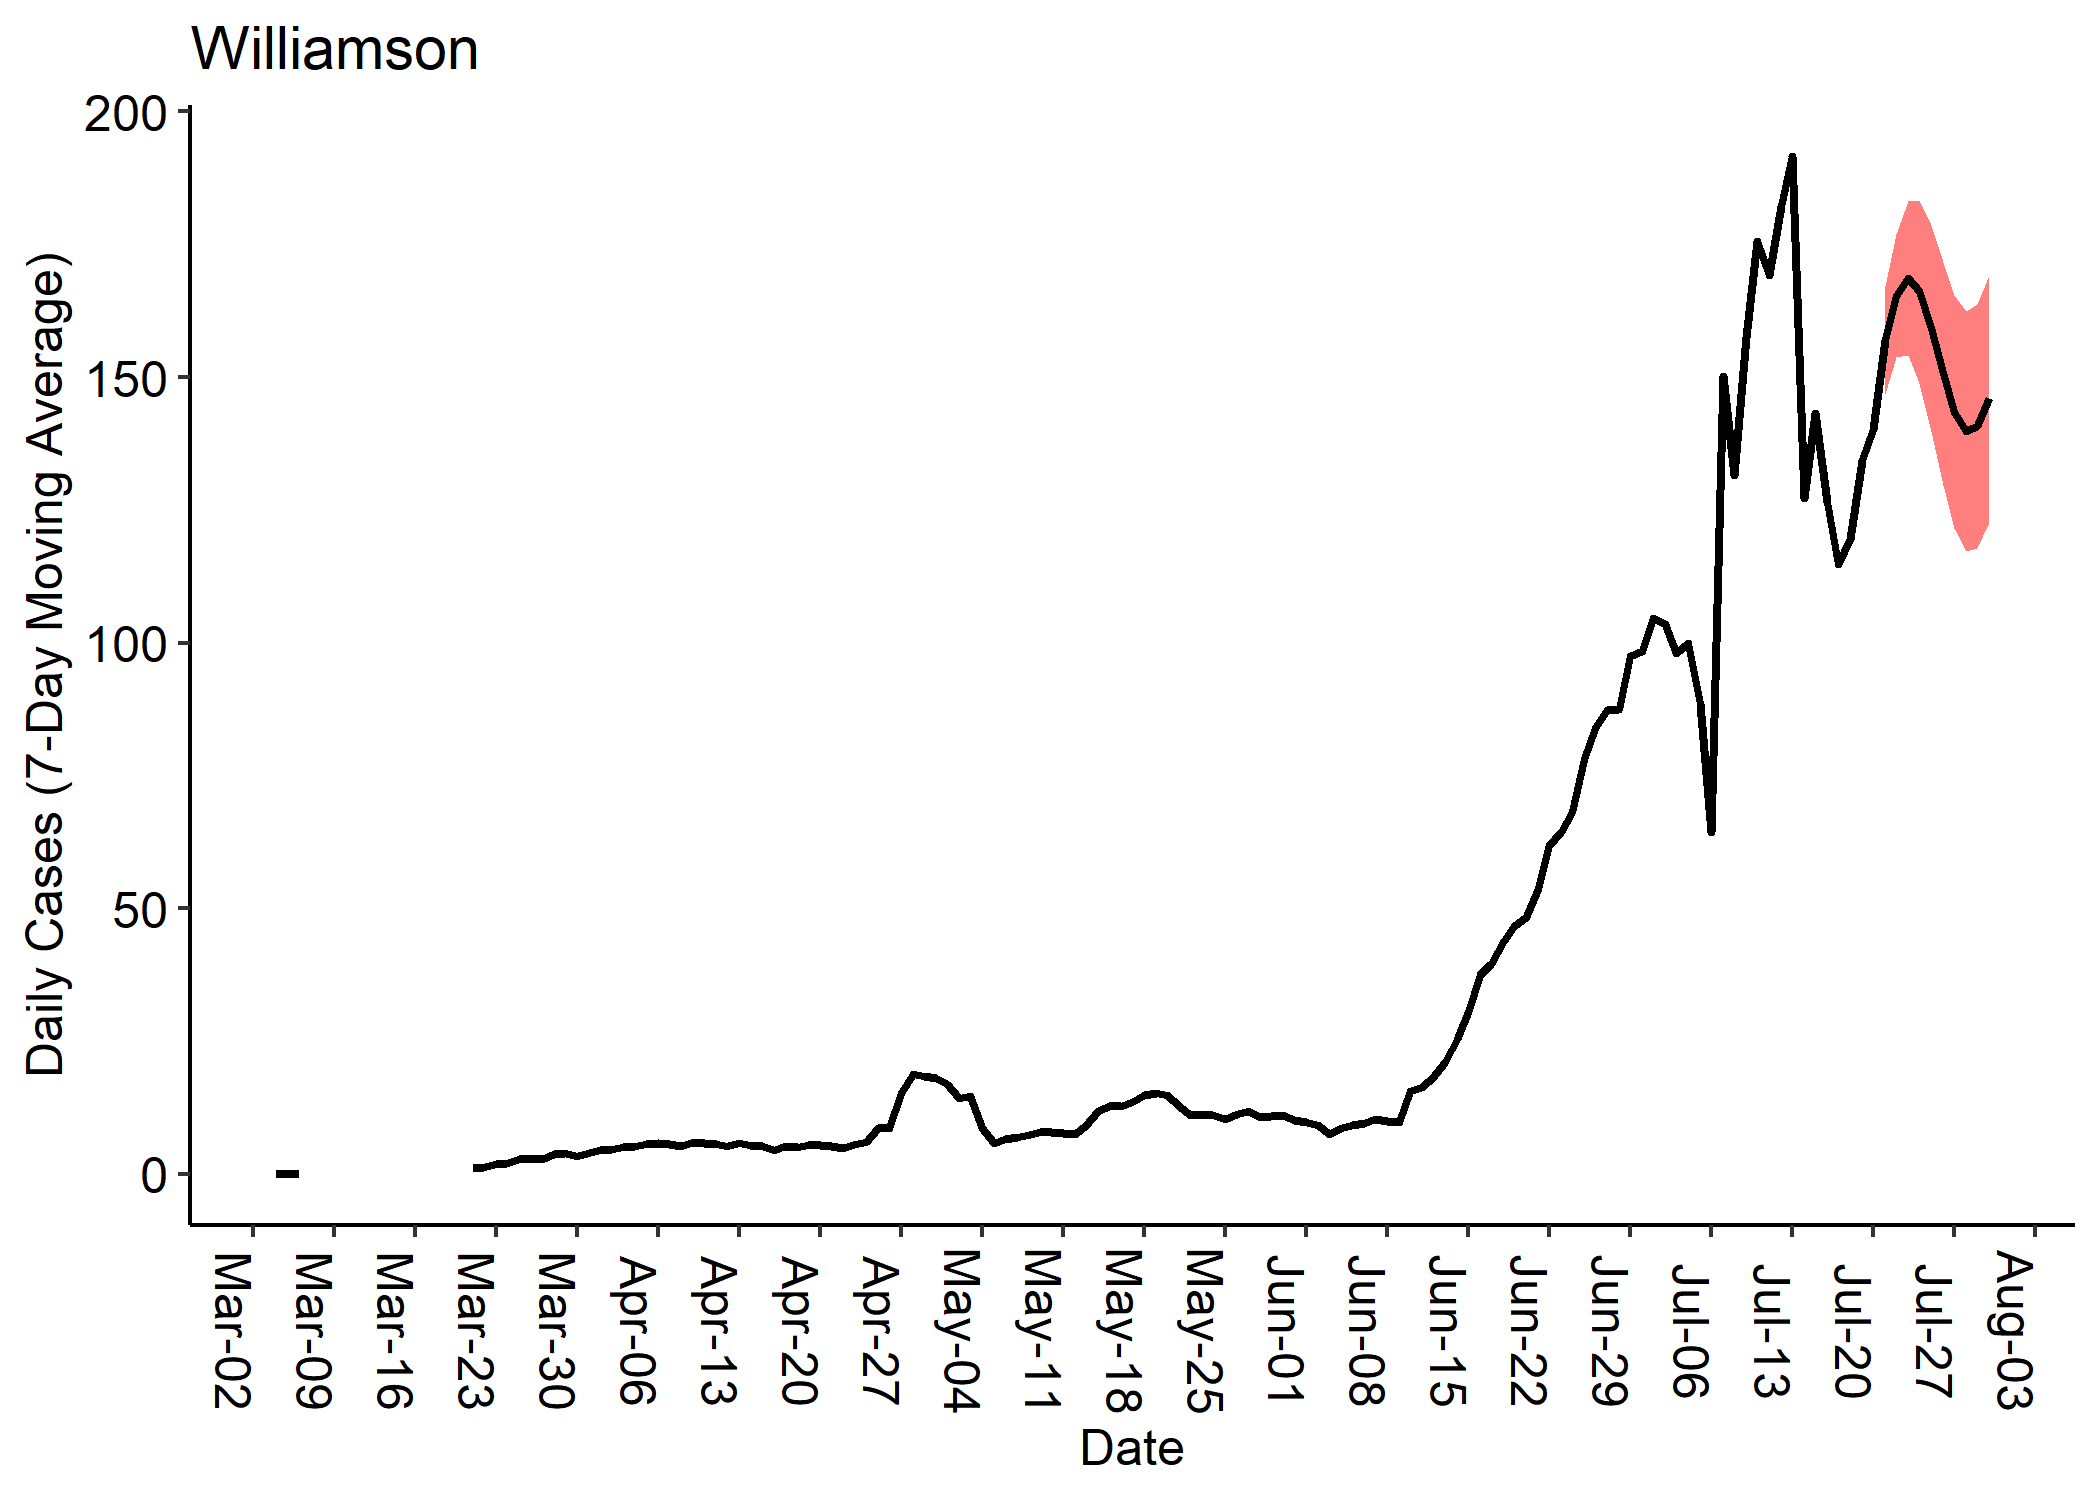 Williamson
Daily Cases (7-Day Moving Average)
200
150
100
50
0
Mar-02
Mar-09
Mar-16
Mar-23
Mar-30
Apr-06
Apr-13
Apr-20
Apr-27
May-04
May-11
May-18
May-25
Jun-01
Jun-08
Jun-15
Jun-22
Jun-29
Jul-06
Jul-13
Jul-20
Jul-27
Aug-03
Date